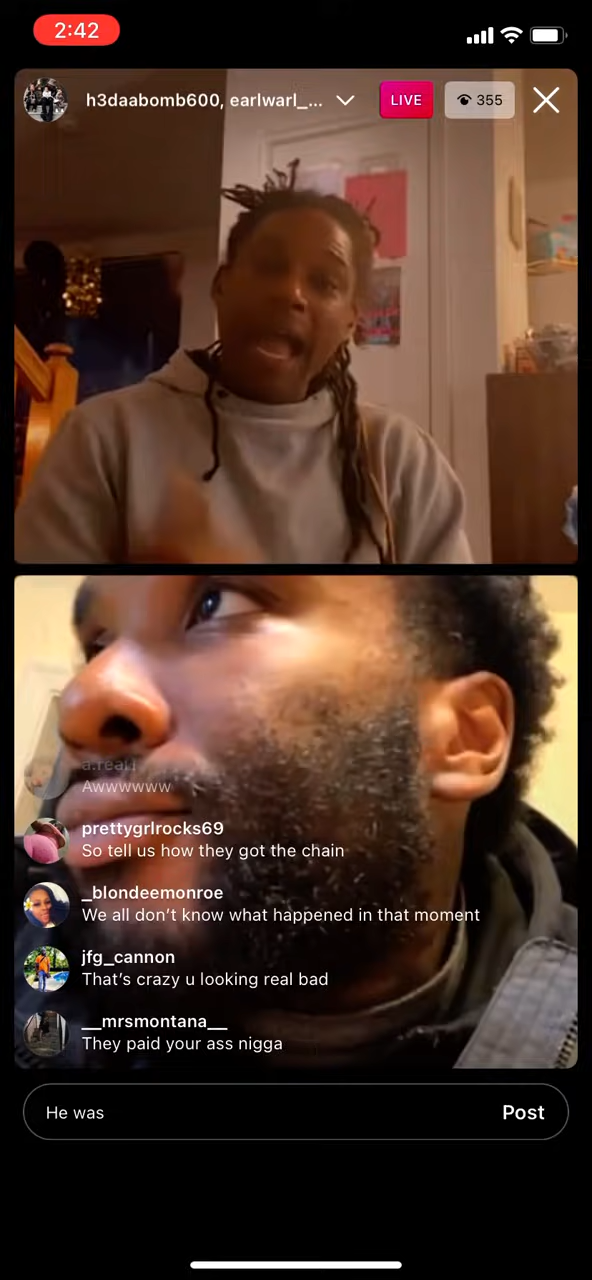 2:42
h3daabomb600, earlwarl_...
LIVE
355
a.real
Awwwwww
prettygrlrocks69
So tell us how they got the chain
_blondeemonroe
We all don’t know what happened in that moment
jfg_cannon
That’s crazy u looking real bad
__mrsmontana__
They paid your ass nigga
He was
Post